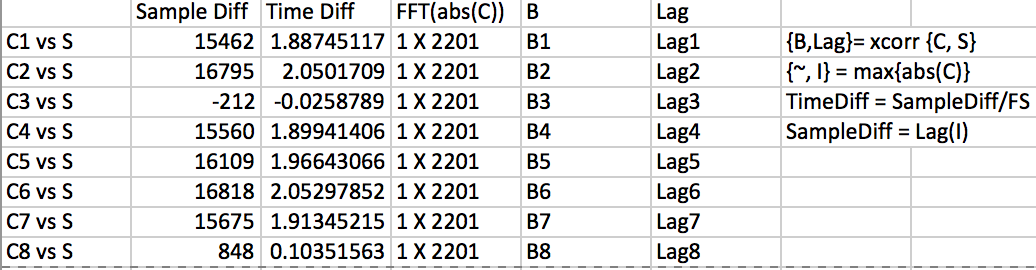 Sample Diff Time Diff FFT(abs(C)) B Lag
C1 vs S 15462 1.88745117 1 X 2201 B1 Lag1 {B,Lag}= xcorr {C, S}
C2 vs S 16795 2.0501709 1 X 2201 B2 Lag2 {~, I} = max{abs(C)}
C3 vs S -212 -0.0258789 1 X 2201 B3 Lag3 TimeDiff = SampleDiff/FS
C4 vs S 15560 1.89941406 1 X 2201 B4 Lag4 SampleDiff = Lag(I)
C5 vs S 16109 1.96643066 1 X 2201 B5 Lag5
C6 vs S 16818 2.05297852 1 X 2201 B6 Lag6
C7 vs S 15675 1.91345215 1 X 2201 B7 Lag7
C8 vs S 848 0.10351563 1 X 2201 B8 Lag8